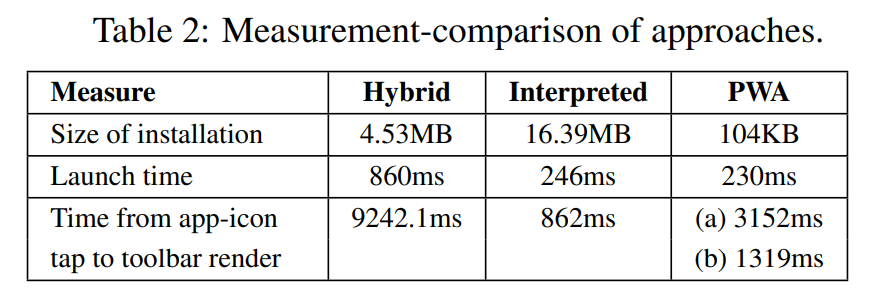 Table 2: Measurement-comparison of approaches.
Measure Hybrid Interpreted PWA
Size of installation 4.53MB 16.39MB 104KB
Launch time 860ms 246ms 230ms
Time from app-icon 9242.1ms 862ms (a) 3152ms
tap to toolbar render (b) 1319ms